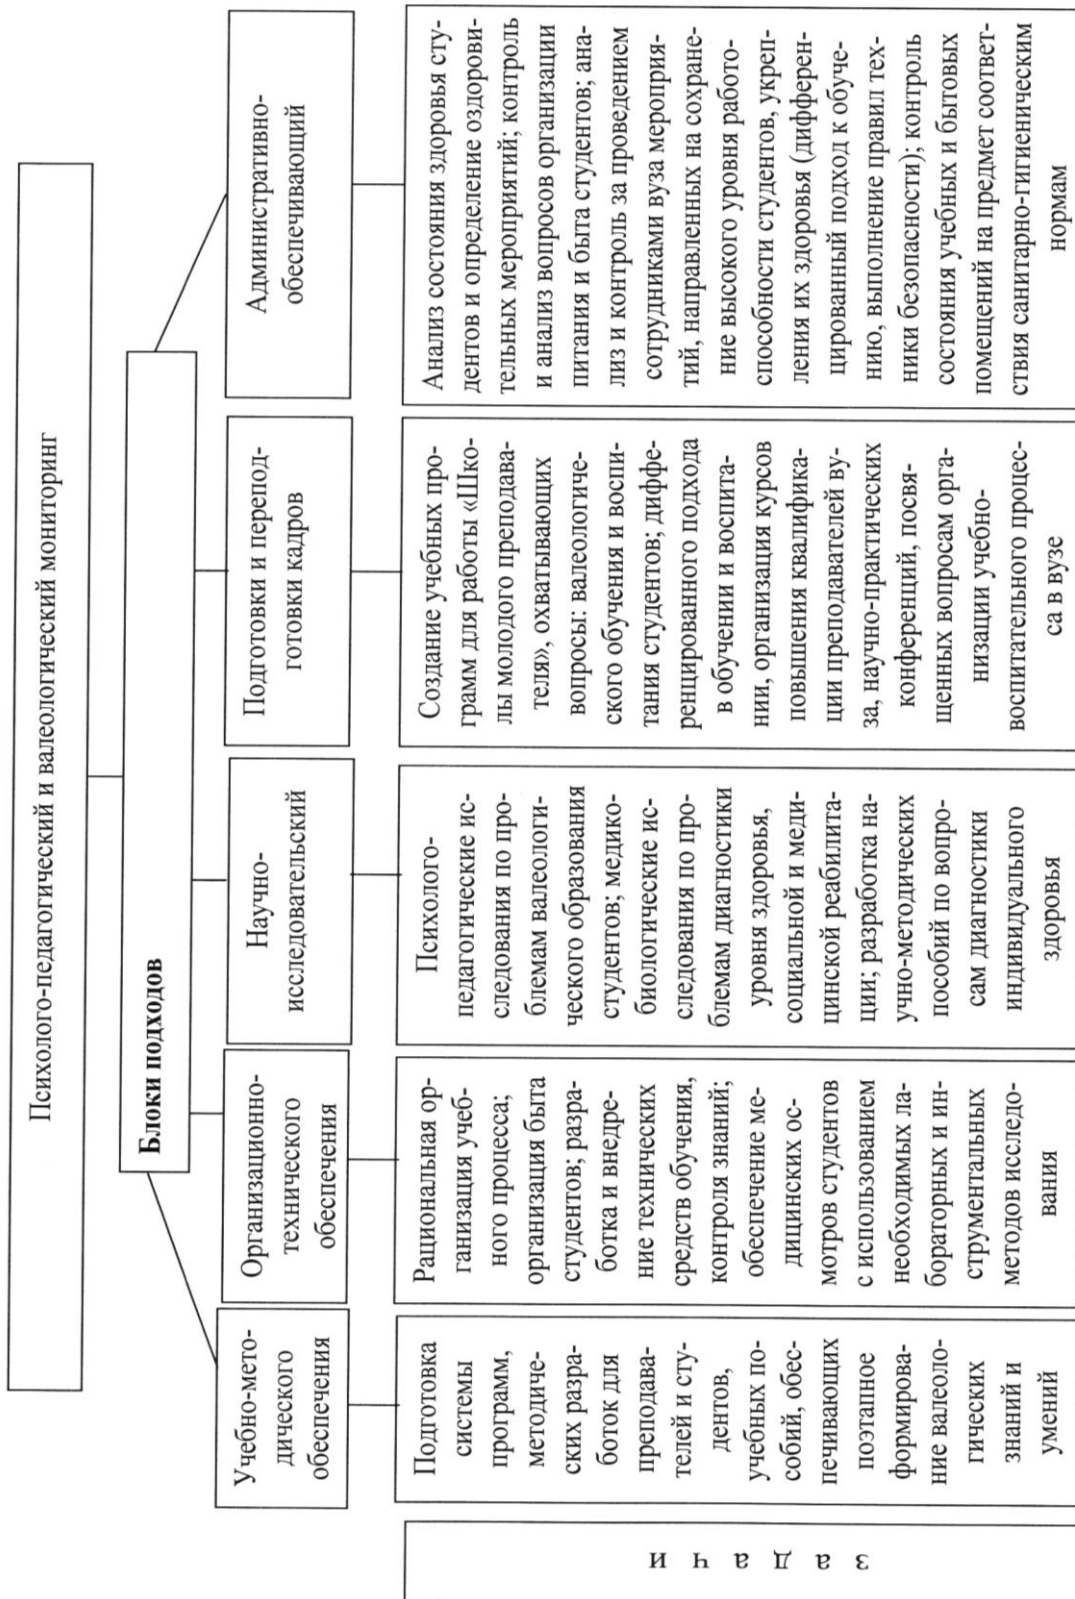 Психолого-педагогический и валеологический мониторинг
Блоки подходов
Учебно-мето-
дического
обеспечения
Организационно-
технического
обеспечения
Научно-
исследовательский
Подготовки и перепод-
готовки кадров
Административно-
обеспечивающий
задачи
Подготовка
системы
программ,
методиче-
ских разра-
боток для
преподава-
телей и сту-
дентов,
учебных по-
собий, обес-
печивающих
поэтапное
формирова-
ние валеоло-
гических
знаний и
умений
Рациональная ор-
ганизация учеб-
ного процесса;
организация быта
студентов; разра-
ботка и внедре-
ние технических
средств обучения,
контроля знаний;
обеспечение ме-
дицинских ос-
мотров студентов
с использованием
необходимых ла-
бораторных и ин-
струментальных
методов исследо-
вания
Психолого-
педагогические ис-
следования по про-
блемам валеологи-
ческого образования
студентов; медико-
биологические ис-
следования по про-
блемам диагностики
уровня здоровья,
социальной и меди-
цинской реабилита-
ции; разработка на-
учно-методических
пособий по вопро-
сам диагностики
индивидуального
здоровья
Создание учебных про-
грамм для работы «Шко-
лы молодого преподава-
теля», охватывающих
вопросы: валеологиче-
ского обучения и воспи-
тания студентов; диффе-
ренцированного подхода
в обучении и воспита-
нии, организация курсов
повышения квалифика-
ции преподавателей ву-
за, научно-практических
конференций, посвя-
щенных вопросам орга-
низации учебно-
воспитательного процес-
са в вузе
Анализ состояния здоровья сту-
дентов и определение оздорови-
тельных мероприятий; контроль
и анализ вопросов организации
питания и быта студентов; ана-
лиз и контроль за проведением
сотрудниками вуза мероприя-
тий, направленных на сохране-
ние высокого уровня работо-
способности студентов, укреп-
ления их здоровья (дифферен-
цированный подход к обуче-
нию, выполнение правил тех-
ники безопасности); контроль
состояния учебных и бытовых
помещений на предмет соответ-
ствия санитарно-гигиеническим
нормам